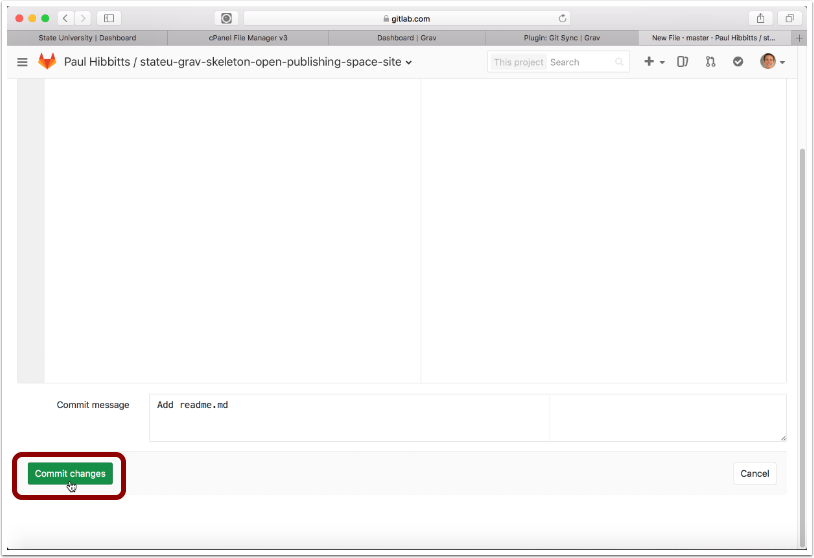 gitlab.com
State University | Dashboard
cPanel File Manager v3
Dashboard | Grav
Plugin: Git Sync | Grav
New File · master · Paul Hibbitts / st...
Paul Hibbitts / stateu-grav-skeleton-open-publishing-space-site
This project Search
Commit message
Add readme.md
Commit changes
Cancel